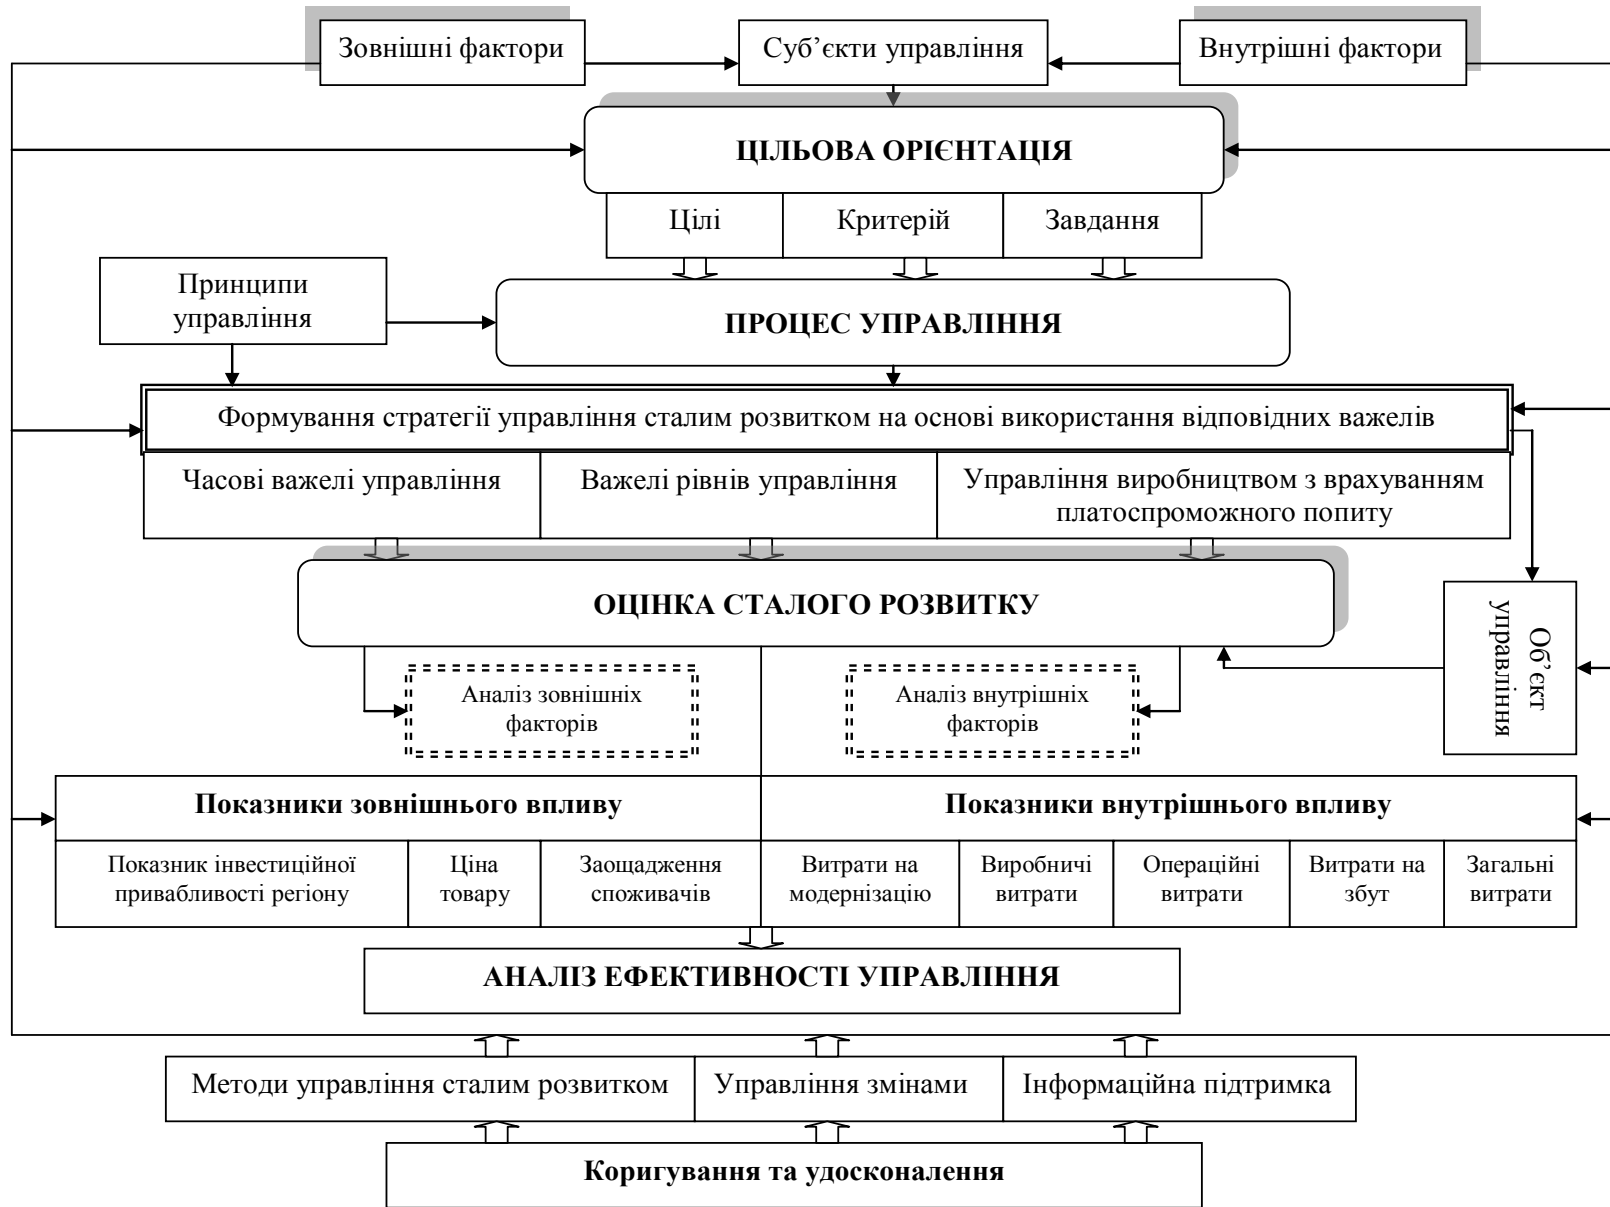 Зовнішні фактори
Суб’єкти управління
Внутрішні фактори
ЦІЛЬОВА ОРІЄНТАЦІЯ
Цілі
Критерій
Завдання
Принципи
управління
ПРОЦЕС УПРАВЛІННЯ
Формування стратегії управління сталим розвитком на основі використання відповідних важелів
Часові важелі управління
Важелі рівнів управління
Управління виробництвом з врахуванням
платоспроможного попиту
ОЦІНКА СТАЛОГО РОЗВИТКУ
Об’єкт
управління
Аналіз зовнішніх
факторів
Аналіз внутрішніх
факторів
Показники зовнішнього впливу
Показники внутрішнього впливу
Показник інвестиційної
привабливості регіону
Ціна
товару
Заощадження
споживачів
Витрати на
модернізацію
Виробничі
витрати
Операційні
витрати
Витрати на
збут
Загальні
витрати
АНАЛІЗ ЕФЕКТИВНОСТІ УПРАВЛІННЯ
Методи управління сталим розвитком
Управління змінами
Інформаційна підтримка
Коригування та удосконалення